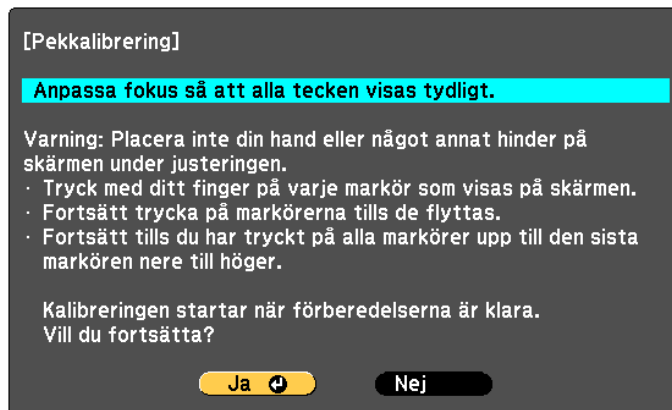 [Pekkalibrering]
Anpassa fokus så att alla tecken visas tydligt.
Varning: Placera inte din hand eller något annat hinder på
skärmen under justeringen.
· Tryck med ditt finger på varje markör som visas på skärmen.
· Fortsätt trycka på markörerna tills de flyttas.
· Fortsätt tills du har tryckt på alla markörer upp till den sista
markören nere till höger.
Kalibreringen startar när förberedelserna är klara.
Vill du fortsätta?
Ja Nej